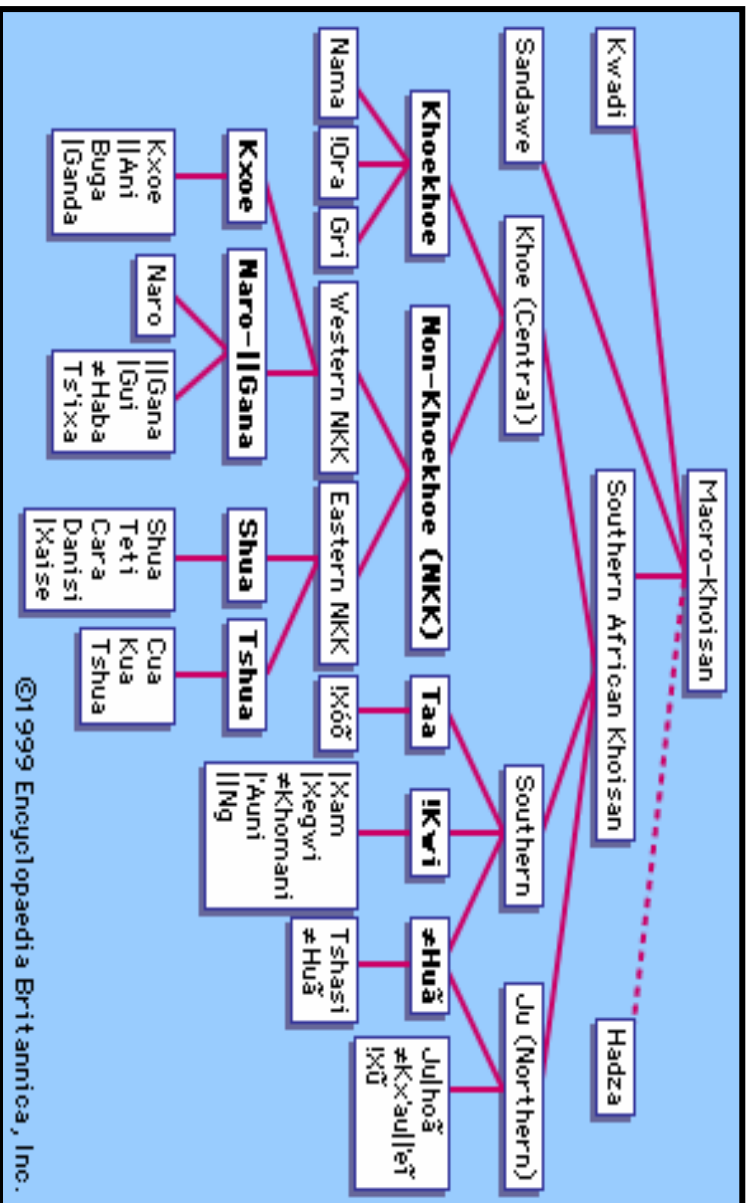 Macro-Khoisan
Kwadi
Southern African Khoisan
Hadza
Sandawe
Khoe (Central)
Southern
Ju (Northern)
Khoekhoe
Non-Khoekhoe (NKK)
Taa
!Kwi
≠Huã
Ju|hoã
≠Kx'au||'eĩ
!Xũ
Nama
!Ora
Gri
Western NKK
Eastern NKK
!Xóõ
|Xam
|Xegwi
≠Khomani
|'Auni
||Ng
Tshasi
≠Huã
Kxoe
Naro-||Gana
Shua
Tshua
Kxoe
||Ani
Buga
|Ganda
Naro
||Gana
|Gui
≠Haba
Ts'ixa
Shua
Teti
Cara
Danisi
|Xaise
Cua
Kua
Tshua
©1999 Encyclopaedia Britannica, Inc.